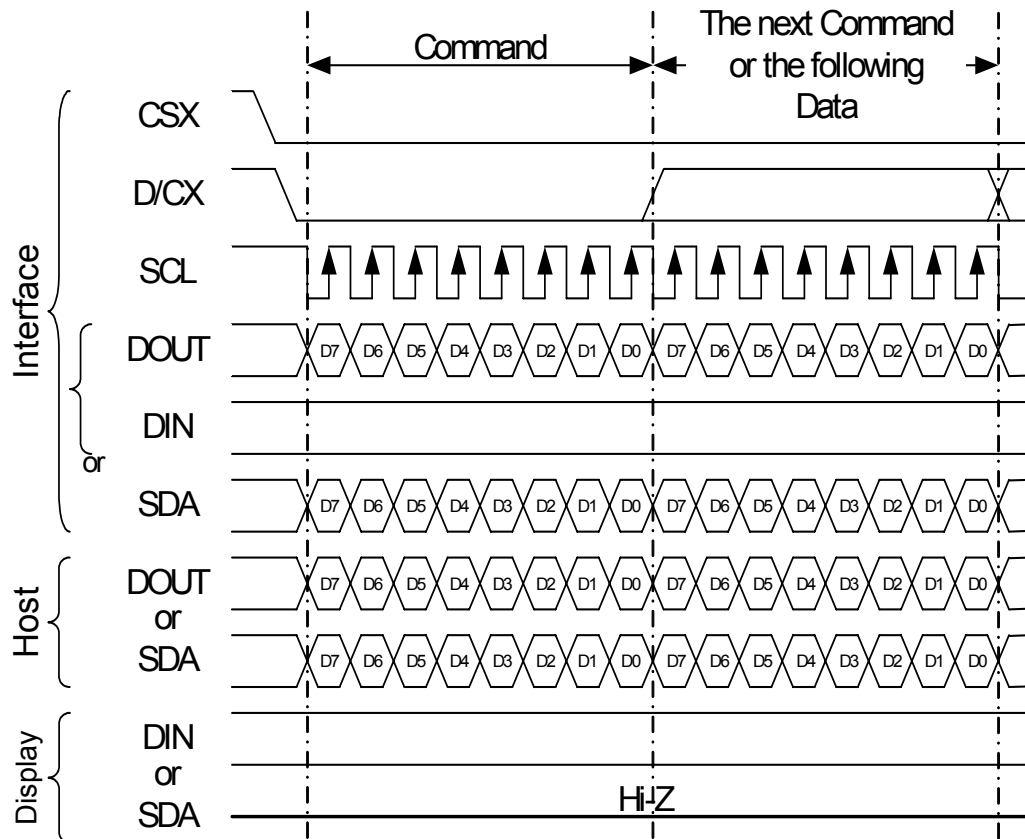 Command
The next Command
or the following
Data
Interface
CSX
D/CX
SCL
DOUT
D7 D6 D5 D4 D3 D2 D1 D0 D7 D6 D5 D4 D3 D2 D1 D0
DIN
or
SDA
D7 D6 D5 D4 D3 D2 D1 D0 D7 D6 D5 D4 D3 D2 D1 D0
Host
DOUT
D7 D6 D5 D4 D3 D2 D1 D0 D7 D6 D5 D4 D3 D2 D1 D0
or
SDA
D7 D6 D5 D4 D3 D2 D1 D0 D7 D6 D5 D4 D3 D2 D1 D0
Display
DIN
or
SDA
Hi-Z